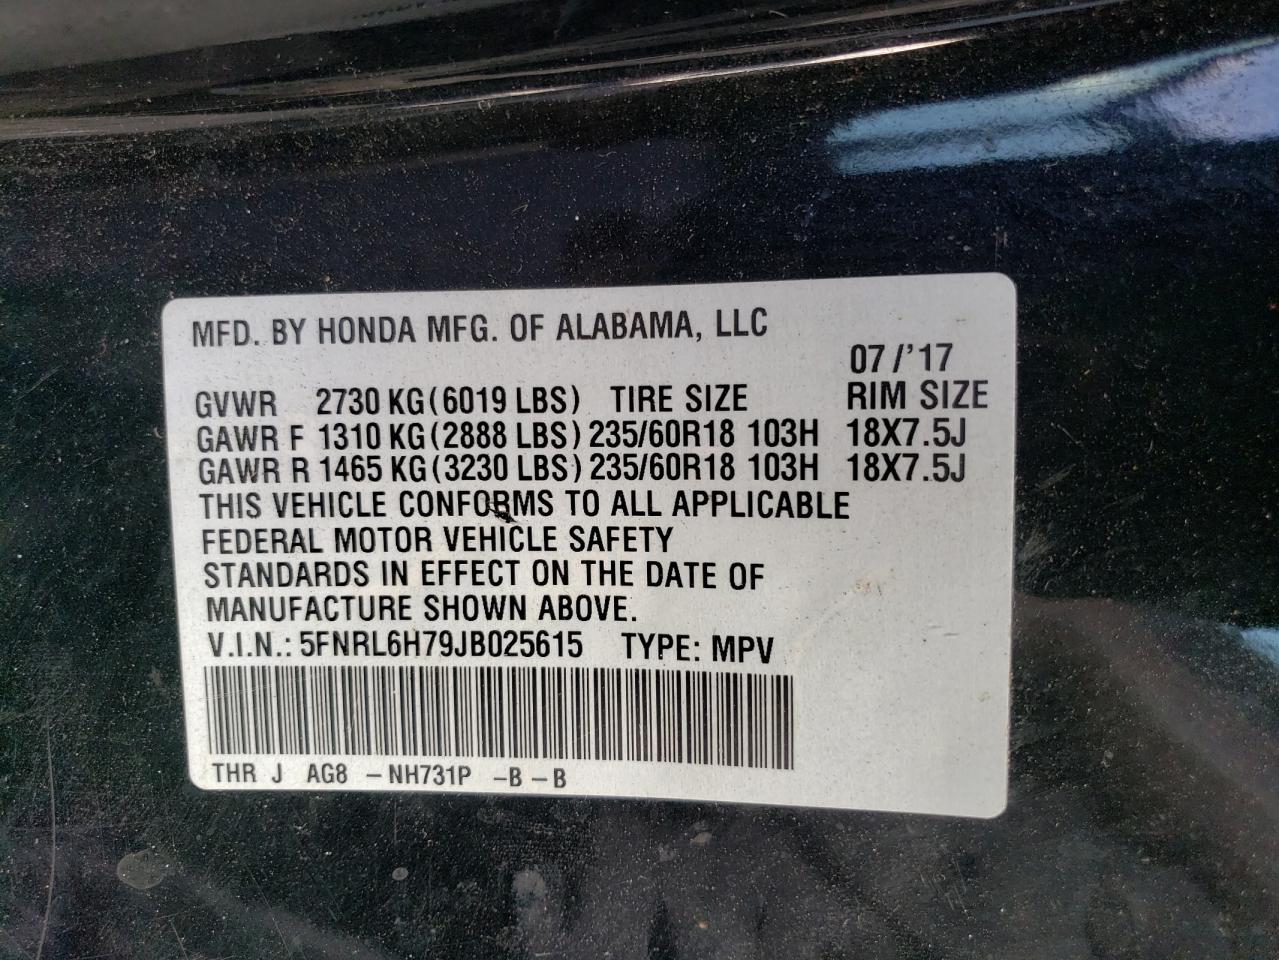 MFD. BY HONDA MFG. OF ALABAMA, LLC
07/'17
GVWR 2730 KG(6019 LBS) TIRE SIZE RIM SIZE
GAWR F 1310 KG(2888 LBS) 235/60R18 103H 18X7.5J
GAWR R 1465 KG(3230 LBS) 235/60R18 103H 18X7.5J
THIS VEHICLE CONFORMS TO ALL APPLICABLE
FEDERAL MOTOR VEHICLE SAFETY
STANDARDS IN EFFECT ON THE DATE OF
MANUFACTURE SHOWN ABOVE.
V.I.N.: 5FNRL6H79JB025615 TYPE: MPV
THR J AG8 –NH731P –B –B